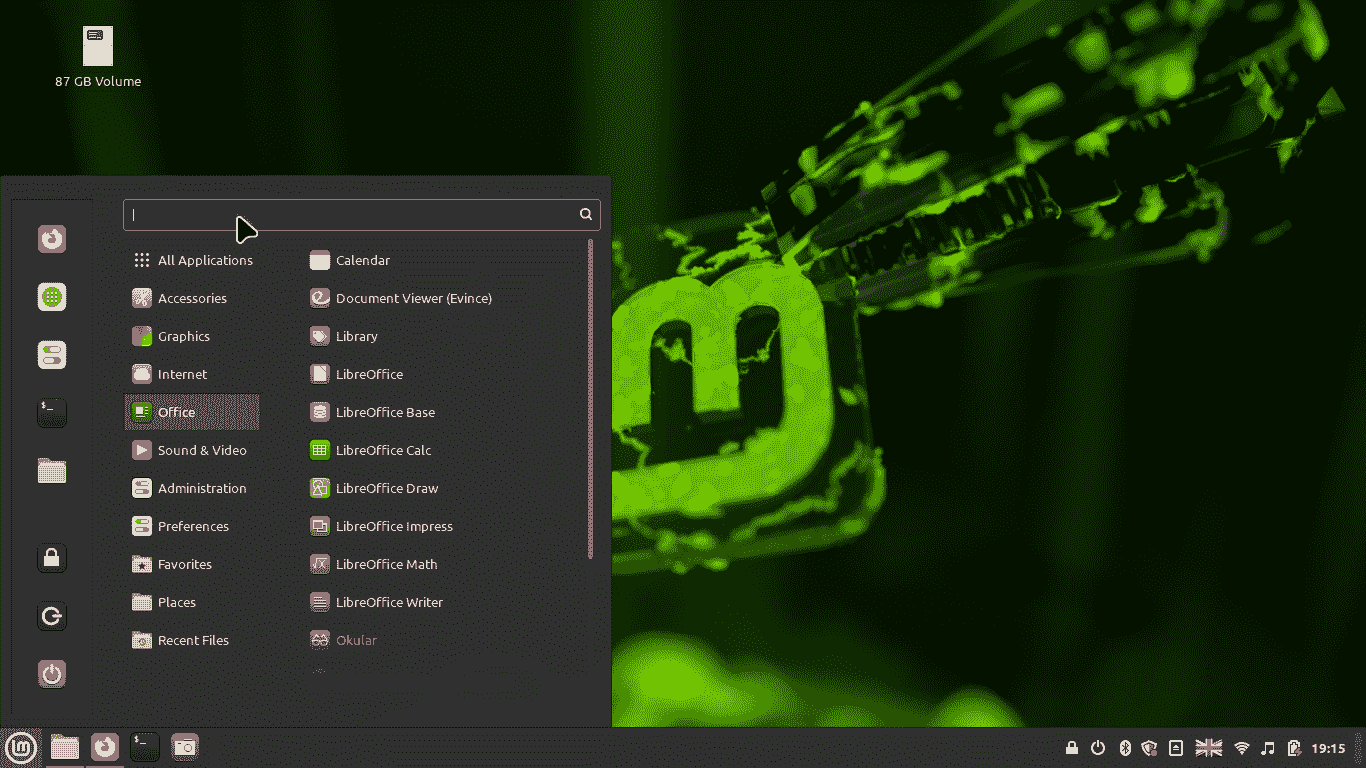 87 GB Volume
All Applications
Accessories
Graphics
Internet
Office
Sound & Video
Administration
Preferences
Favorites
Places
Recent Files
Calendar
Document Viewer (Evince)
Library
LibreOffice
LibreOffice Base
LibreOffice Calc
LibreOffice Draw
LibreOffice Impress
LibreOffice Math
LibreOffice Writer
Okular
19:15